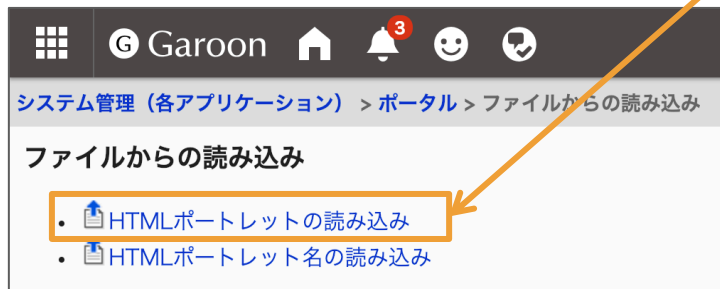 G Garoon 3
システム管理（各アプリケーション） > ポータル > ファイルからの読み込み
ファイルからの読み込み
• HTMLポートレットの読み込み
• HTMLポートレット名の読み込み